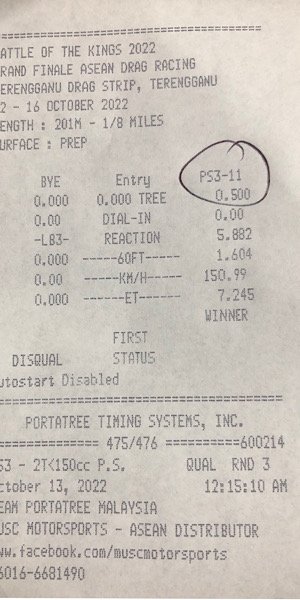 ATTLE OF THE KINGS 2022
RAND FINALE ASEAN DRAG RACING
ERENGGANU DRAG STRIP, TERENGGANU
2 - 16 OCTOBER 2022
ENGTH : 201M - 1/8 MILES
URFACE : PREP
BYE Entry PS3-11
0.000 0.000 TREE 0.500
0.00 DIAL-IN 0.00
-LB3- REACTION 5.882
0.000 ------60FT----- 1.604
0.00 -----KM/H----- 150.99
0.000 ------ET------ 7.245
WINNER
FIRST
DISQUAL STATUS
utostart Disabled
PORTATREE TIMING SYSTEMS, INC.
============= 475/476 ==========600214
S3 - 2T<150cc P.S. QUAL RND 3
ctober 13, 2022 12:15:10 AM
EAM PORTATREE MALAYSIA
USC MOTORSPORTS - ASEAN DISTRIBUTOR
ww.facebook.com/muscmotorsports
6016-6681490